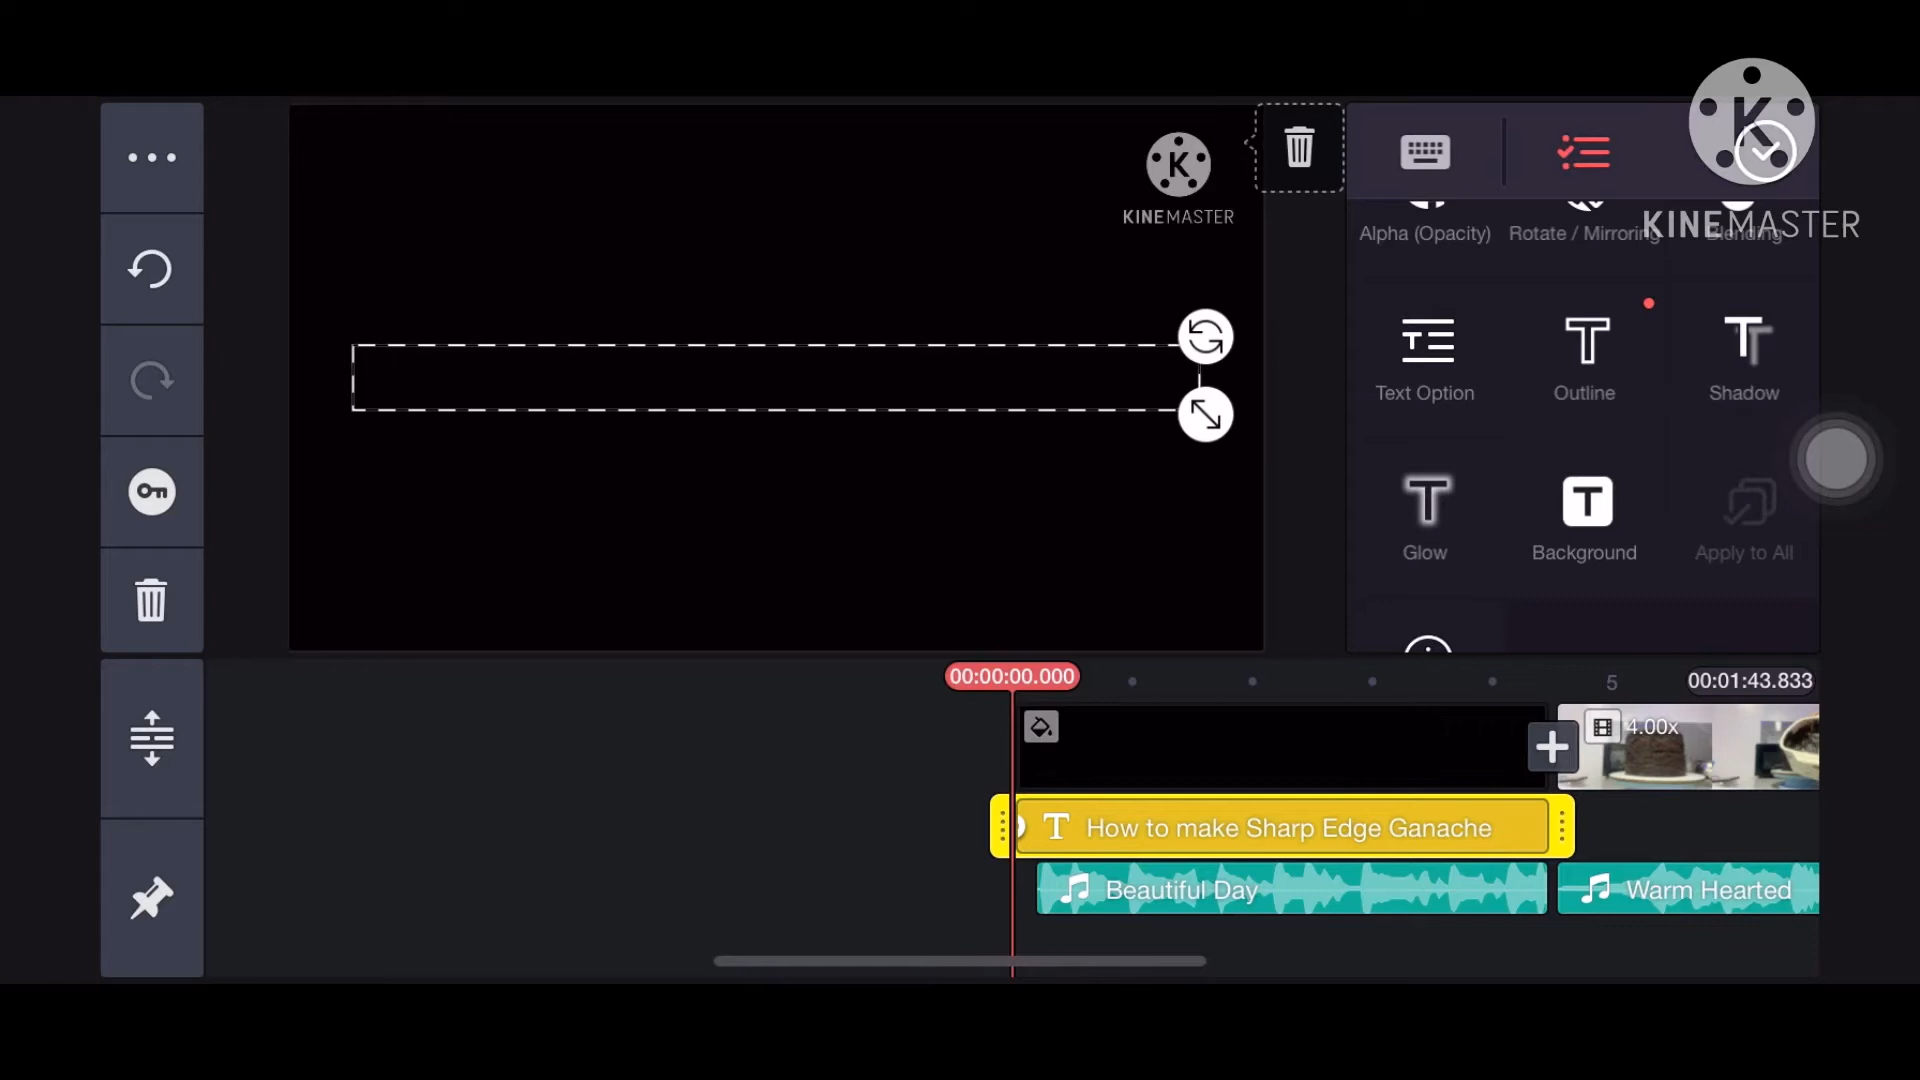 KINEMASTER
KINEMASTER
Alpha (Opacity)
Rotate / Mirroring
Blending
Text Option
Outline
Shadow
Glow
Background
Apply to All
00:00:00.000
5
00:01:43.833
4.00x
How to make Sharp Edge Ganache
Beautiful Day
Warm Hearted